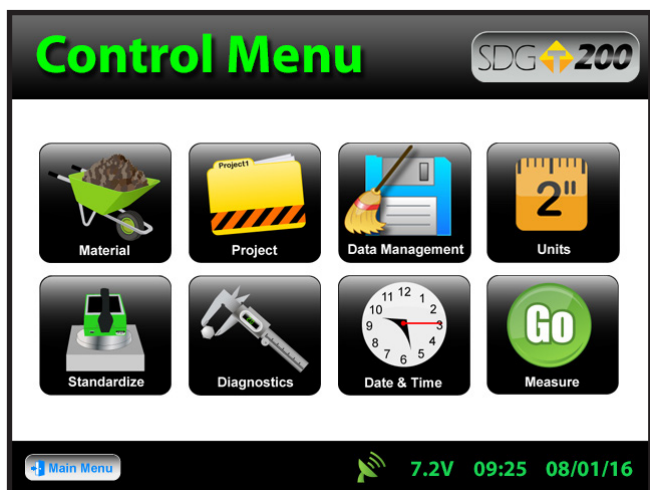 Control Menu
SDG 200
Project1
2"
Material
Project
Data Management
Units
11 12 1
10 2
9 3
8 4
7 6 5
Go
Standardize
Diagnostics
Date & Time
Measure
Main Menu
7.2V 09:25 08/01/16